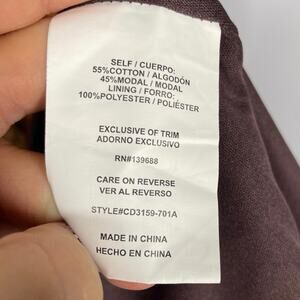 SELF / CUERPO:
55%COTTON / ALGODÓN
45%MODAL / MODAL
LINING / FORRO:
100%POLYESTER / POLIÉSTER
EXCLUSIVE OF TRIM
ADORNO EXCLUSIVO
RN#139688
CARE ON REVERSE
VER AL REVERSO
STYLE#CD3159-701A
MADE IN CHINA
HECHO EN CHINA